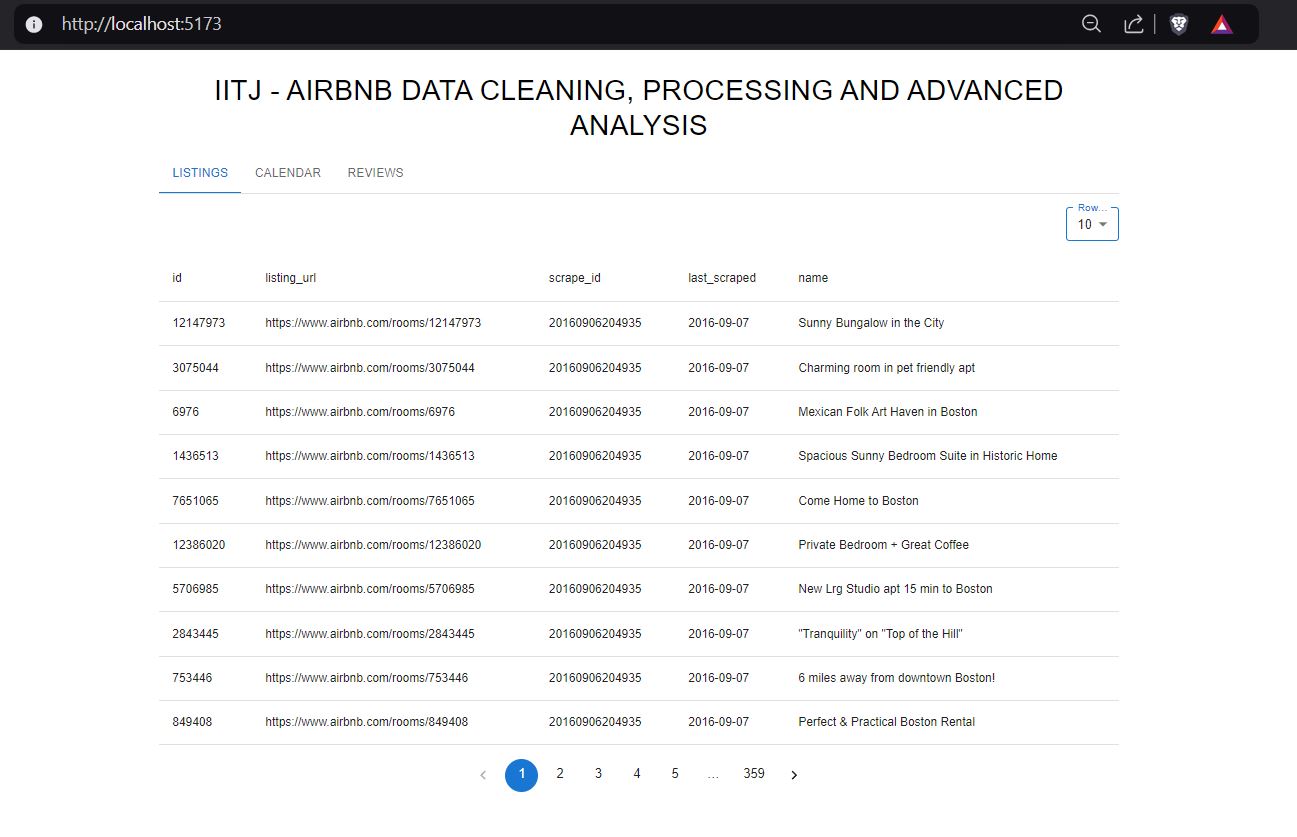 http://localhost:5173
IITJ - AIRBNB DATA CLEANING, PROCESSING AND ADVANCED
ANALYSIS
LISTINGS CALENDAR REVIEWS
Row...
10
id listing_url scrape_id last_scraped name
12147973 https://www.airbnb.com/rooms/12147973 20160906204935 2016-09-07 Sunny Bungalow in the City
3075044 https://www.airbnb.com/rooms/3075044 20160906204935 2016-09-07 Charming room in pet friendly apt
6976 https://www.airbnb.com/rooms/6976 20160906204935 2016-09-07 Mexican Folk Art Haven in Boston
1436513 https://www.airbnb.com/rooms/1436513 20160906204935 2016-09-07 Spacious Sunny Bedroom Suite in Historic Home
7651065 https://www.airbnb.com/rooms/7651065 20160906204935 2016-09-07 Come Home to Boston
12386020 https://www.airbnb.com/rooms/12386020 20160906204935 2016-09-07 Private Bedroom + Great Coffee
5706985 https://www.airbnb.com/rooms/5706985 20160906204935 2016-09-07 New Lrg Studio apt 15 min to Boston
2843445 https://www.airbnb.com/rooms/2843445 20160906204935 2016-09-07 "Tranquility" on "Top of the Hill"
753446 https://www.airbnb.com/rooms/753446 20160906204935 2016-09-07 6 miles away from downtown Boston!
849408 https://www.airbnb.com/rooms/849408 20160906204935 2016-09-07 Perfect & Practical Boston Rental
1 2 3 4 5 ... 359